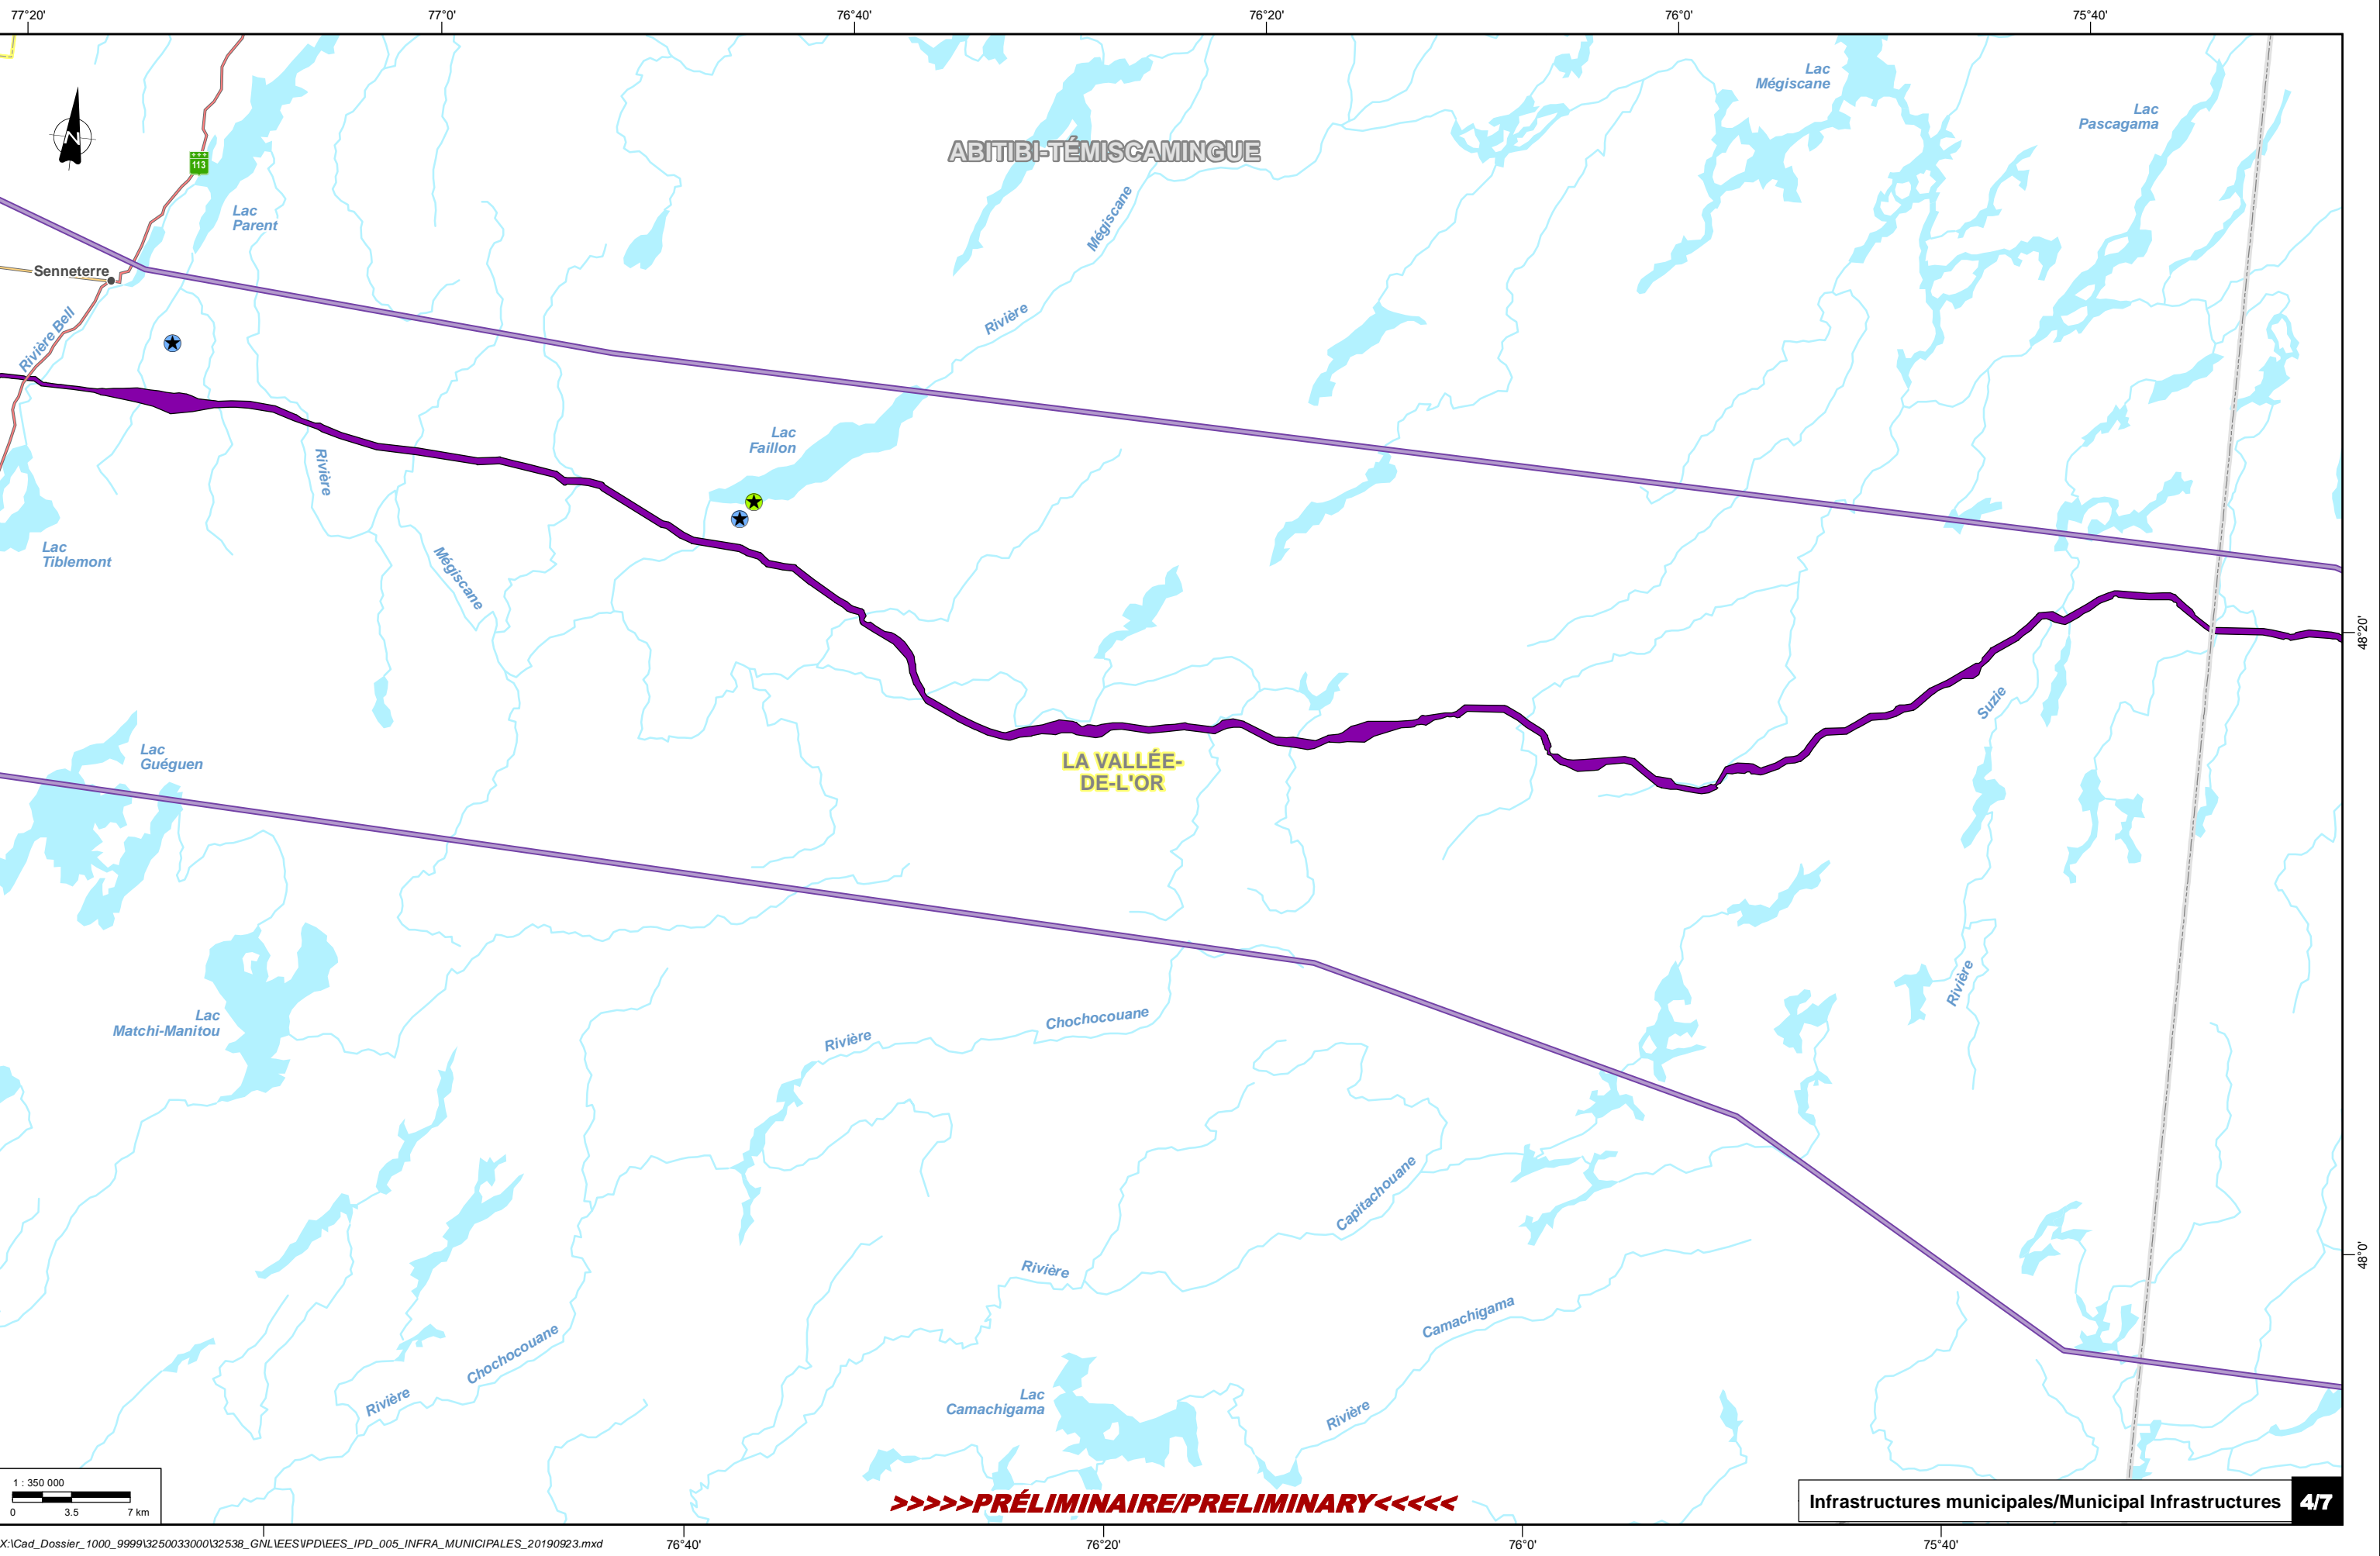 77°20'
77°0'
76°40'
76°20'
76°0'
75°40'
N
113
Lac
Parent
Senneterre
Rivière Bell
ABITIBI-TÉMISCAMINGUE
Mégiscane
Rivière
Lac
Mégiscane
Lac
Pascagama
Lac
Faillon
Rivière
Mégiscane
Lac
Tiblemont
48°20'
Suzie
Rivière
LA VALLÉE-
DE-L'OR
Lac
Guéguen
Lac
Matchi-Manitou
Rivière
Chochocouane
Capitachouane
Rivière
48°0'
Camachigama
Rivière
Chochocouane
Rivière
Lac
Camachigama
1 : 350 000
0 3.5 7 km
>>>>>PRÉLIMINAIRE/PRELIMINARY<<<<<
Infrastructures municipales/Municipal Infrastructures 4/7
X:\Cad_Dossier_1000_9999\3250033000\32538_GNL\EES\IPD\EES_IPD_005_INFRA_MUNICIPALES_20190923.mxd
76°40'
76°20'
76°0'
75°40'